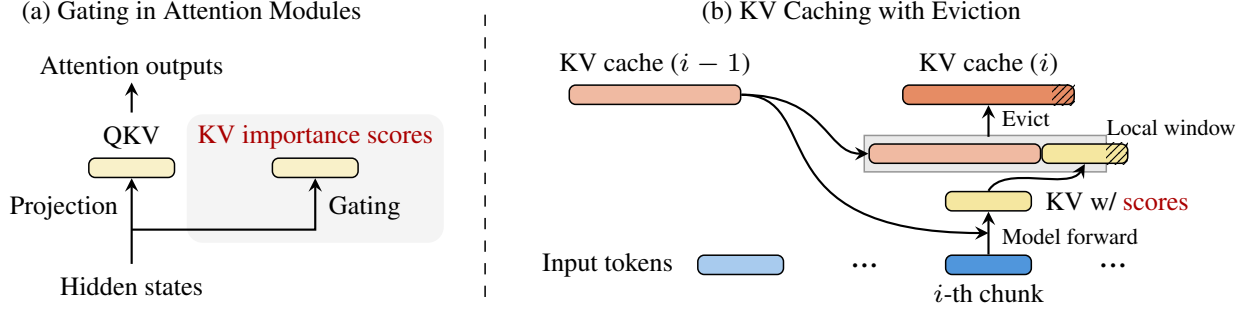 (a) Gating in Attention Modules
Attention outputs
QKV
KV importance scores
Projection
Gating
Hidden states
(b) KV Caching with Eviction
KV cache (i − 1)
KV cache (i)
Evict
Local window
KV w/ scores
Model forward
Input tokens
...
...
i-th chunk